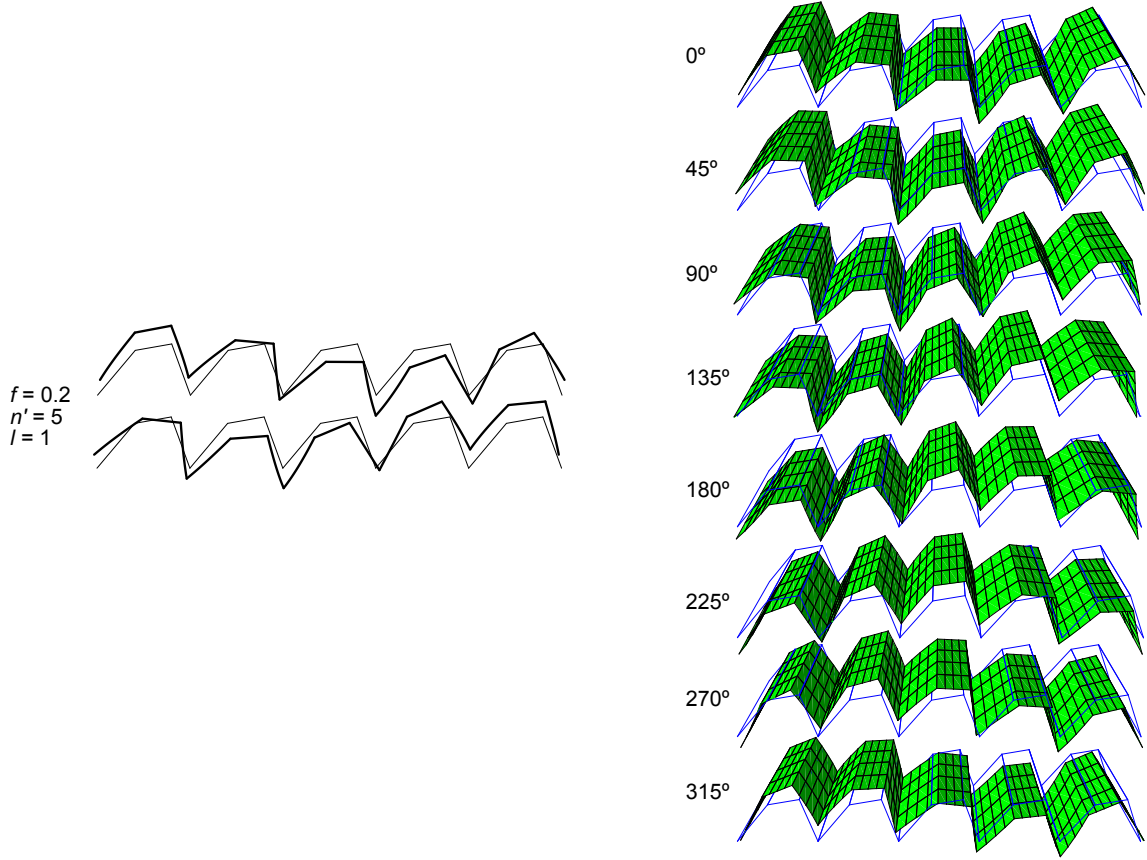 f = 0.2
n' = 5
l = 1
0º
45º
90º
135º
180º
225º
270º
315º